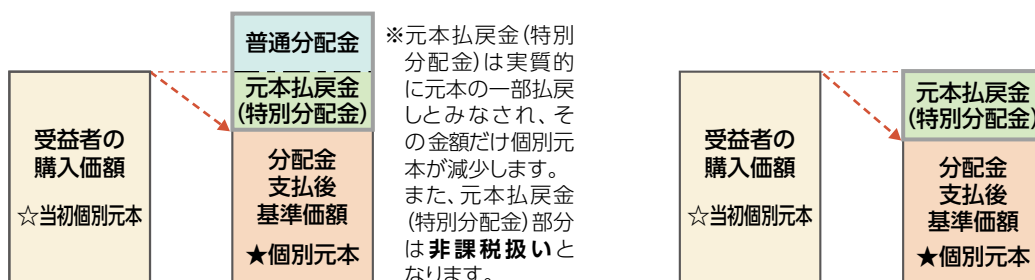 普通分配金
元本払戻金
(特別分配金)
受益者の
購入価額
☆当初個別元本
分配金
支払後
基準価額
★個別元本
※元本払戻金(特別
分配金)は実質的
に元本の一部払戻
しとみなされ、そ
の金額だけ個別元
本が減少します。
また、元本払戻金
(特別分配金)部分
は非課税扱いと
なります。
受益者の
購入価額
☆当初個別元本
元本払戻金
(特別分配金)
分配金
支払後
基準価額
★個別元本